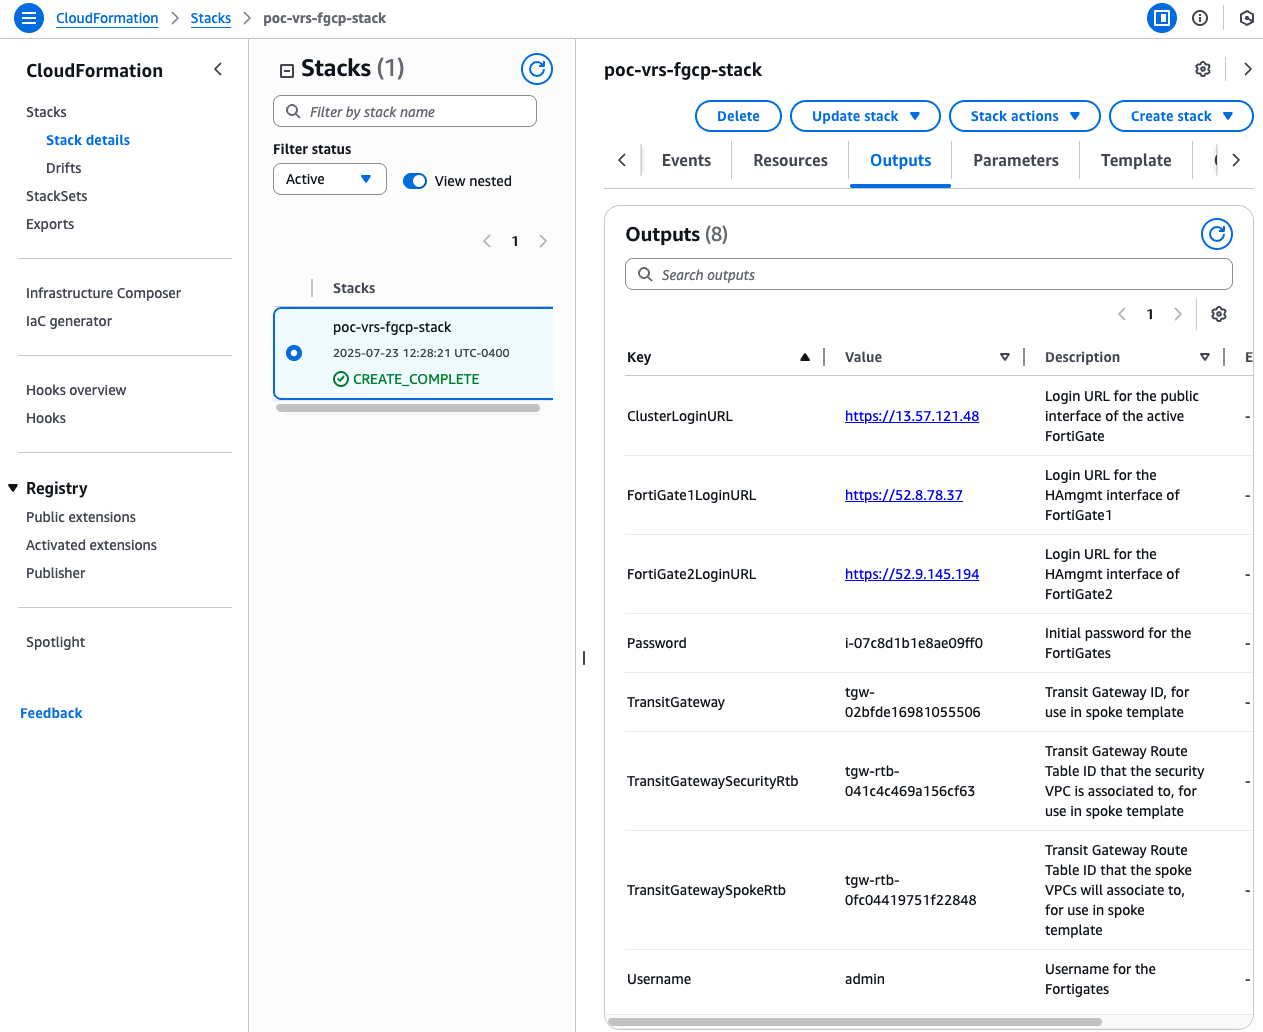 CloudFormation
Stacks
poc-vrs-fgcp-stack
CloudFormation
Stacks
Stack details
Drifts
StackSets
Exports
Infrastructure Composer
IaC generator
Hooks overview
Hooks
Registry
Public extensions
Activated extensions
Publisher
Spotlight
Feedback
Stacks (1)
Filter by stack name
Filter status
Active
View nested
1
Stacks
poc-vrs-fgcp-stack
2025-07-23 12:28:21 UTC-0400
CREATE_COMPLETE
poc-vrs-fgcp-stack
Delete
Update stack
Stack actions
Create stack
Events
Resources
Outputs
Parameters
Template
Outputs (8)
Search outputs
1
Key
Value
Description
E
ClusterLoginURL
https://13.57.121.48
Login URL for the public
interface of the active
FortiGate
-
FortiGate1LoginURL
https://52.8.78.37
Login URL for the
HAmgmt interface of
FortiGate1
-
FortiGate2LoginURL
https://52.9.145.194
Login URL for the
HAmgmt interface of
FortiGate2
-
Password
i-07c8d1b1e8ae09ff0
Initial password for the
FortiGates
-
TransitGateway
tgw-
02bfde16981055506
Transit Gateway ID, for
use in spoke template
-
TransitGatewaySecurityRtb
tgw-rtb-
041c4c469a156cf63
Transit Gateway Route
Table ID that the security
VPC is associated to, for
use in spoke template
-
TransitGatewaySpokeRtb
tgw-rtb-
0fc04419751f22848
Transit Gateway Route
Table ID that the spoke
VPCs will associate to,
for use in spoke
template
-
Username
admin
Username for the
Fortigates
-